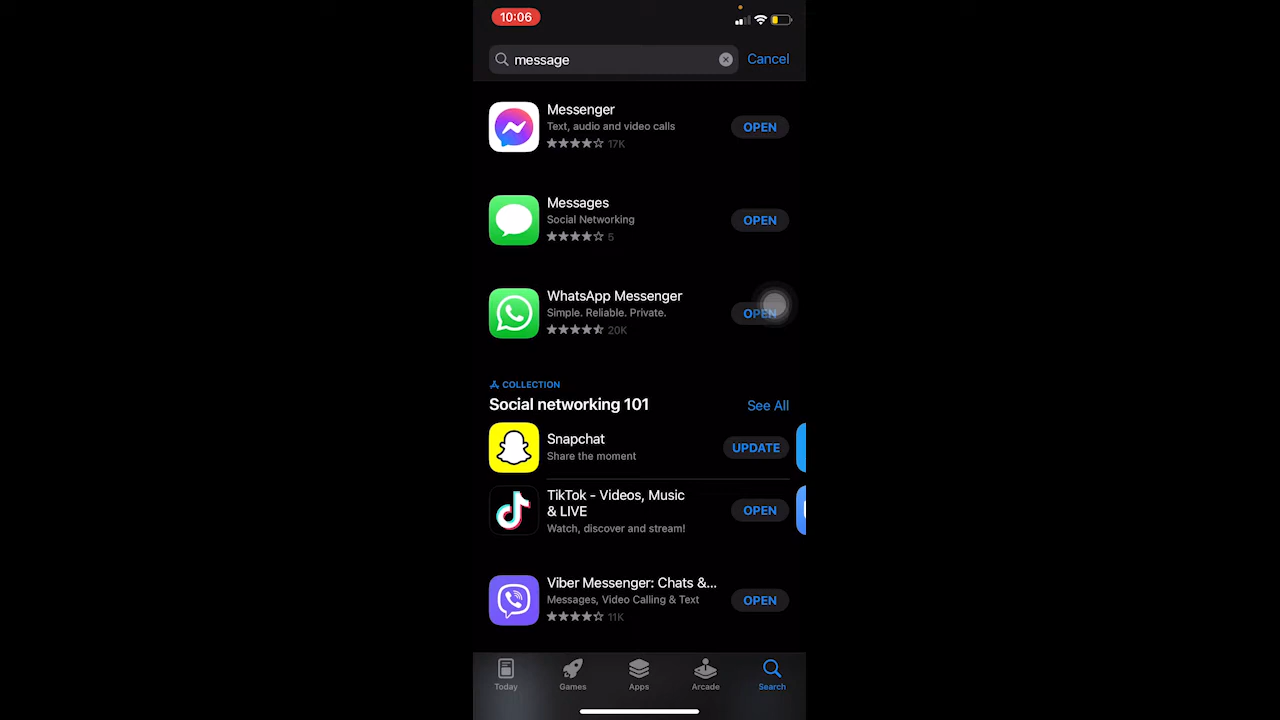 10:06
message
Cancel
Messenger
Text, audio and video calls
17K
OPEN
Messages
Social Networking
5
OPEN
WhatsApp Messenger
Simple. Reliable. Private.
20K
OPEN
COLLECTION
Social networking 101
See All
Snapchat
Share the moment
UPDATE
TikTok - Videos, Music
& LIVE
Watch, discover and stream!
OPEN
Viber Messenger: Chats &...
Messages, Video Calling & Text
11K
OPEN
Today
Games
Apps
Arcade
Search